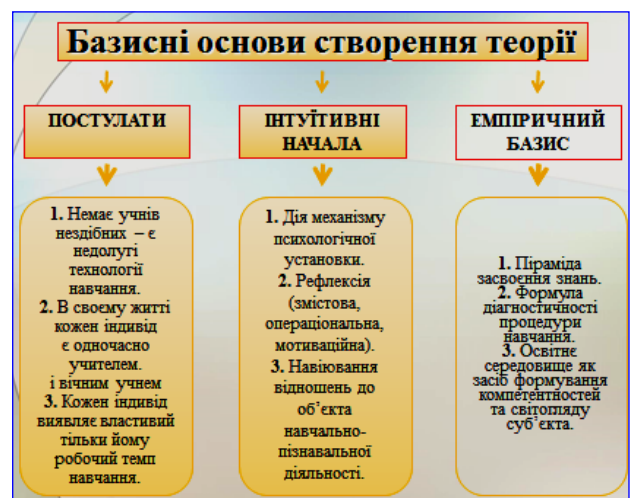 Базисні основи створення теорії
ПОСТУЛАТИ
1. Немає учнів
нездібних – є
недолугі
технології
навчання.
2. В своєму житті
кожен індивід
є одночасно
учителем.
і вічним учнем
3. Кожен індивід
виявляє властивий
тільки йому
робочий темп
навчання.
ІНТУЇТИВНІ
НАЧАЛА
1. Дія механізму
психологічної
установки.
2. Рефлексія
(змістова,
операціональна,
мотиваційна).
3. Навіювання
відношень до
об’єкта
навчально-
пізнавальної
діяльності.
ЕМПІРИЧНИЙ
БАЗИС
1. Піраміда
засвоєння знань.
2. Формула
діагностичності
процедури
навчання.
3. Освітнє
середовище як
засіб формування
компетентностей
та світогляду
суб’єкта.